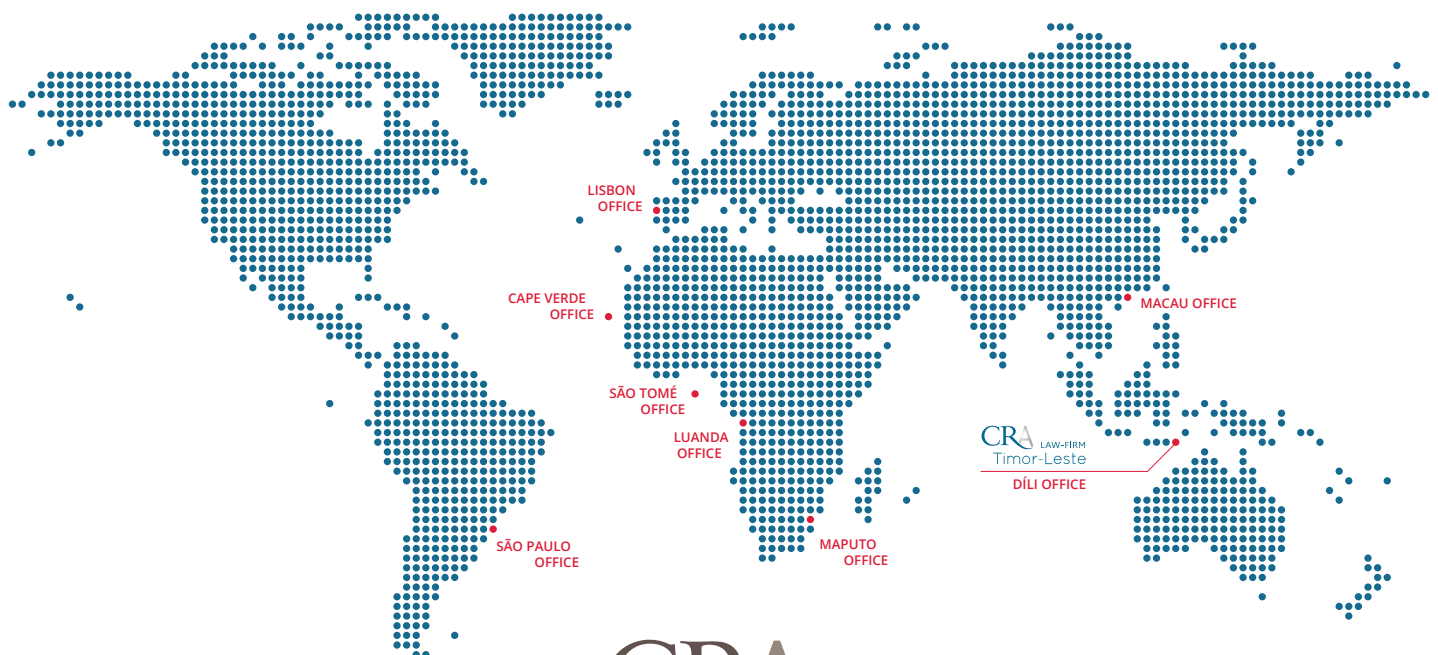 LISBON
OFFICE
CAPE VERDE
OFFICE
MACAU OFFICE
SÃO TOMÉ
OFFICE
LUANDA
OFFICE
CRA LAW-FIRM
Timor-Leste
DÍLI OFFICE
SÃO PAULO
OFFICE
MAPUTO
OFFICE
CRA